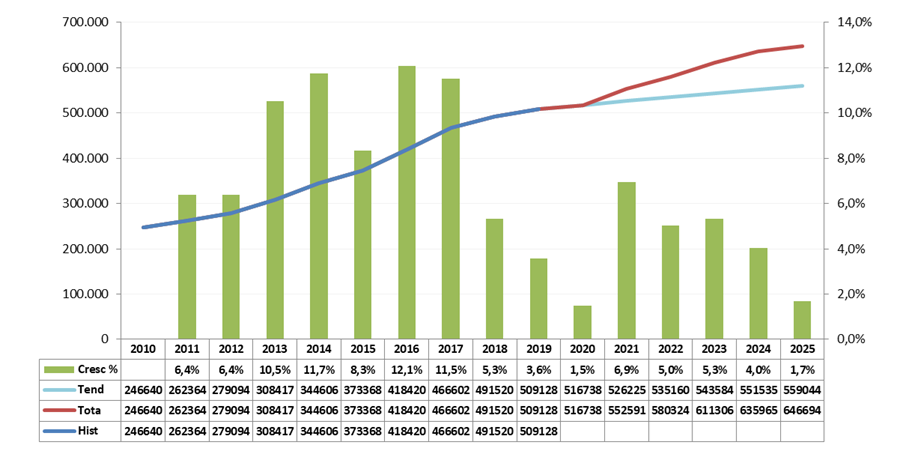 700.000 14,0%
600.000 12,0%
500.000 10,0%
400.000 8,0%
300.000 6,0%
200.000 4,0%
100.000 2,0%
0 0,0%
2010 2011 2012 2013 2014 2015 2016 2017 2018 2019 2020 2021 2022 2023 2024 2025
Cresc % 6,4% 6,4% 10,5% 11,7% 8,3% 12,1% 11,5% 5,3% 3,6% 1,5% 6,9% 5,0% 5,3% 4,0% 1,7%
Tend 246640 262364 279094 308417 344606 373368 418420 466602 491520 509128 516738 526225 535160 543584 551535 559044
Tota 246640 262364 279094 308417 344606 373368 418420 466602 491520 509128 516738 552591 580324 611306 635965 646694
Hist 246640 262364 279094 308417 344606 373368 418420 466602 491520 509128